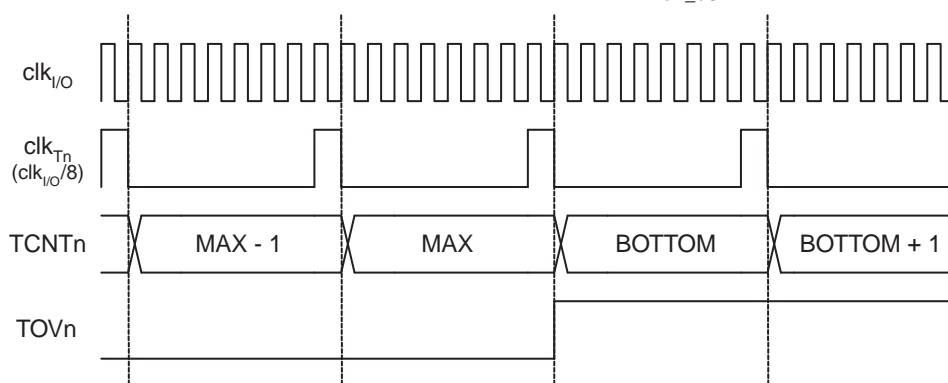 clkI/O
clkTn
(clkI/O/8)
TCNTn
MAX - 1
MAX
BOTTOM
BOTTOM + 1
TOVn